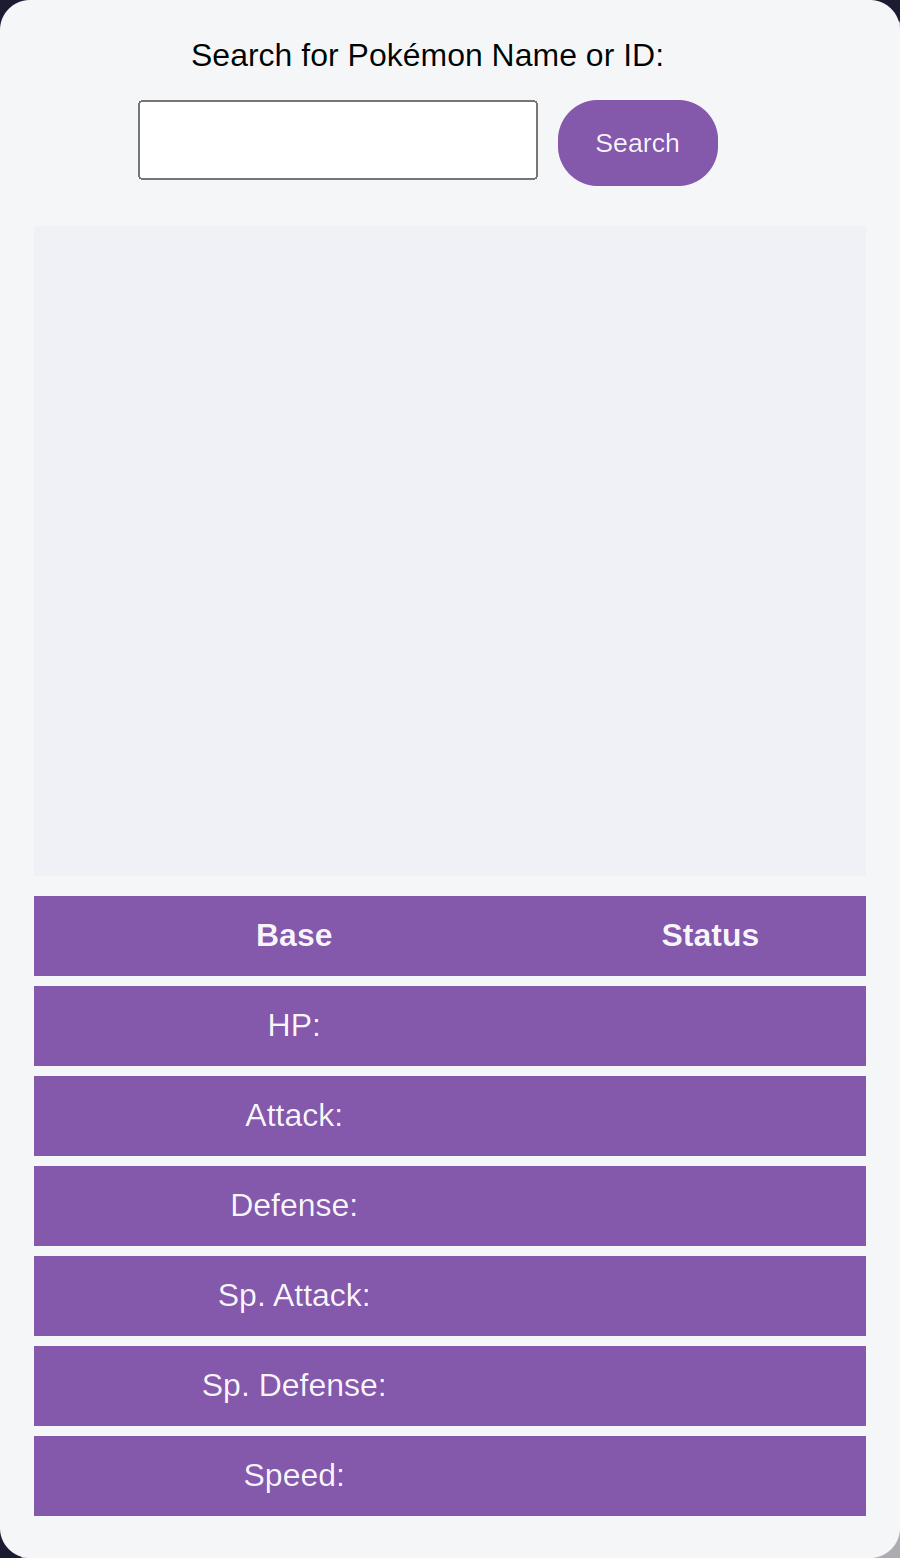 Search for Pokémon Name or ID:
Search
Base Status
HP:
Attack:
Defense:
Sp. Attack:
Sp. Defense:
Speed: